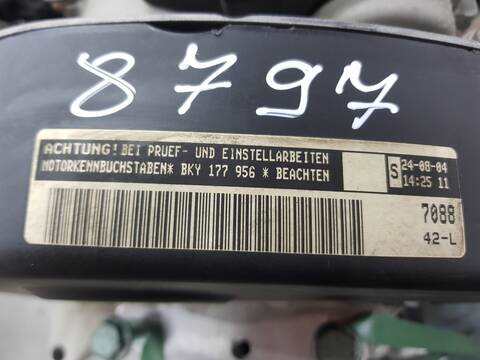 8797
ACHTUNG! BEI PRUEF- UND EINSTELLARBEITEN
MOTORKENNBUCHSTABEN* BKY 177 956 * BEACHTEN
S 24-08-04
14:25 11
7088
42-L